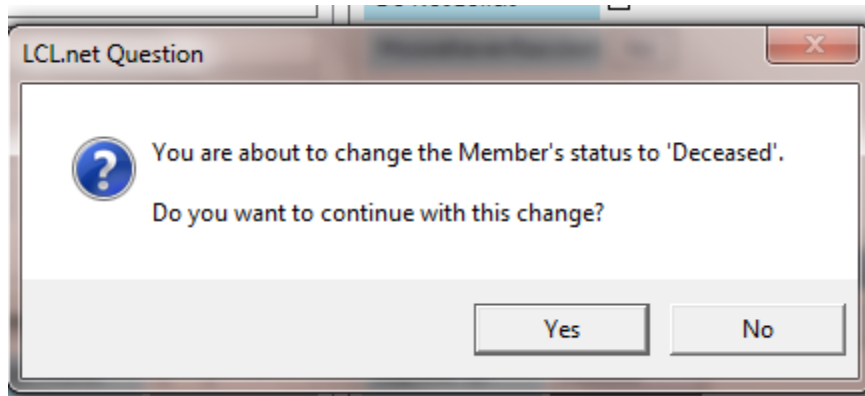 LCL.net Question
You are about to change the Member's status to 'Deceased'.
Do you want to continue with this change?
Yes
No